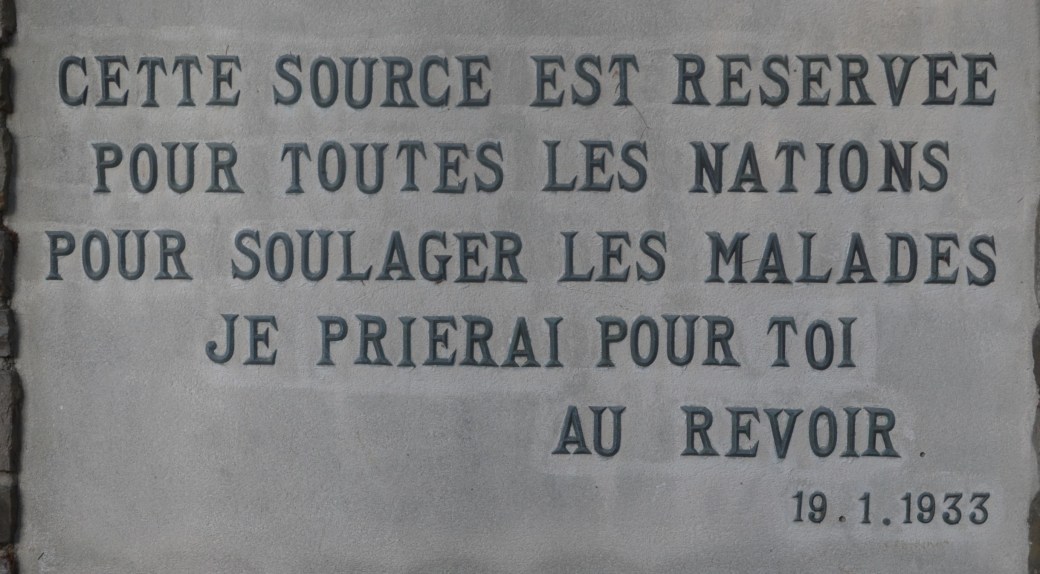 CETTE SOURCE EST RESERVEE
POUR TOUTES LES NATIONS
POUR SOULAGER LES MALADES
JE PRIERAI POUR TOI
AU REVOIR.
19.1.1933